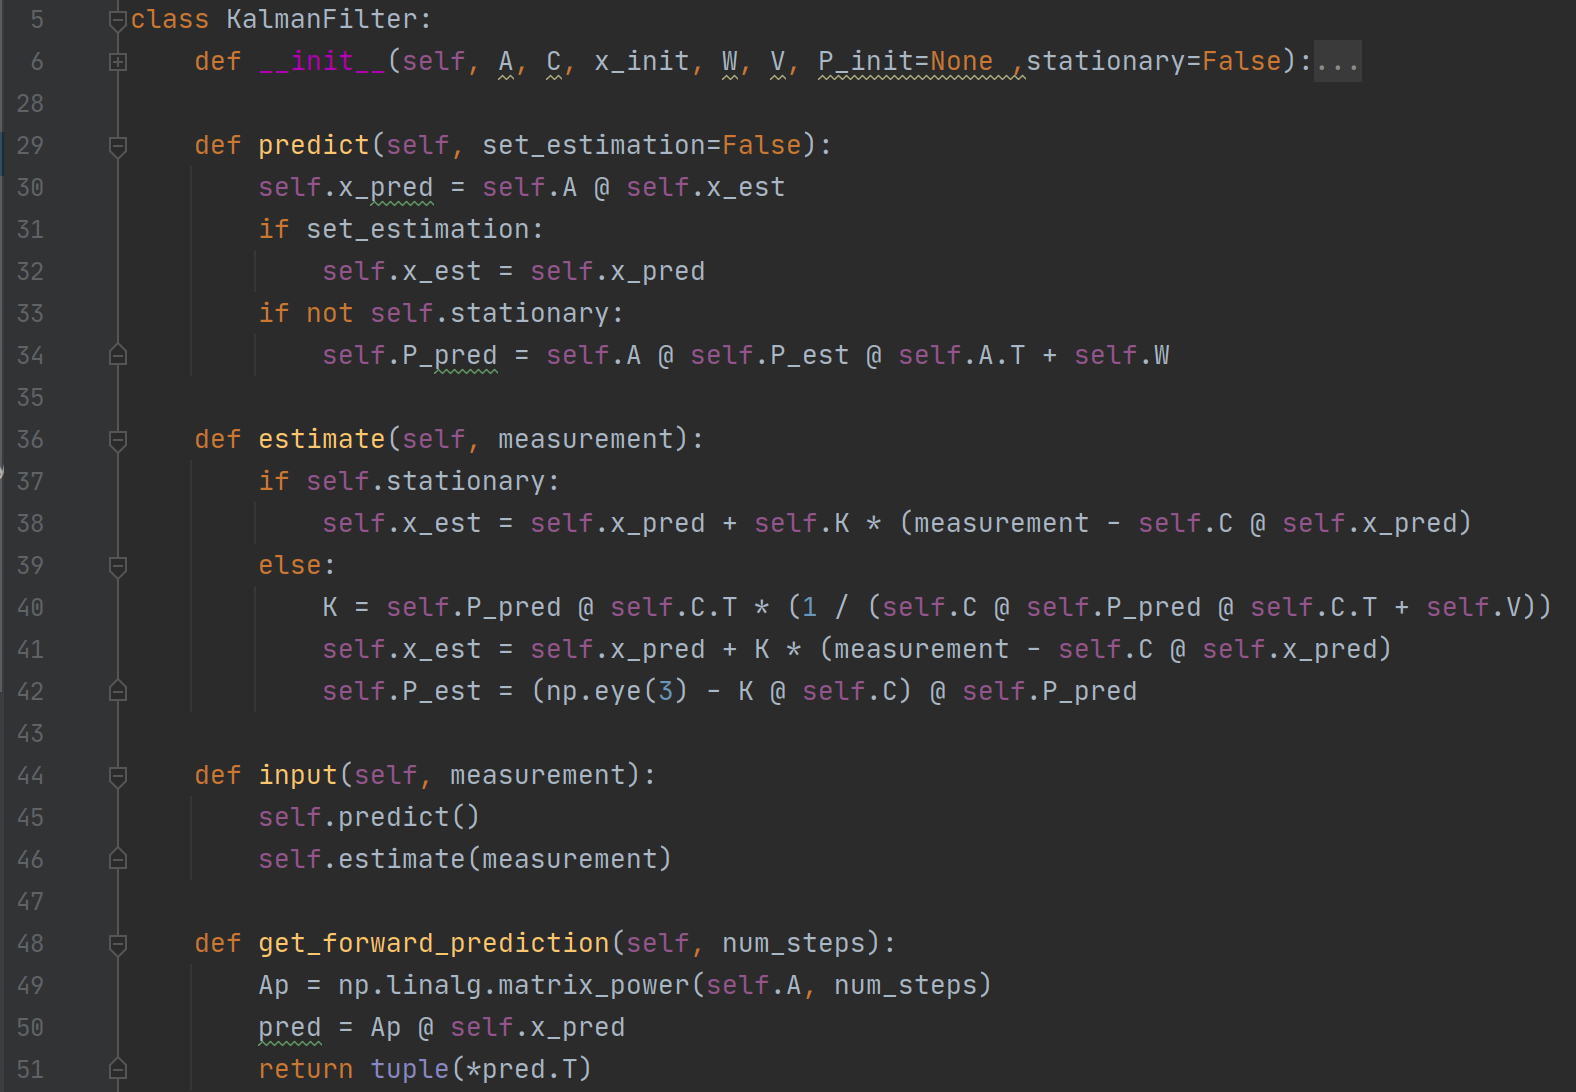 5 class KalmanFilter:
6     def __init__(self, A, C, x_init, W, V, P_init=None ,stationary=False):...
28
29     def predict(self, set_estimation=False):
30         self.x_pred = self.A @ self.x_est
31         if set_estimation:
32             self.x_est = self.x_pred
33         if not self.stationary:
34             self.P_pred = self.A @ self.P_est @ self.A.T + self.W
35
36     def estimate(self, measurement):
37         if self.stationary:
38             self.x_est = self.x_pred + self.K * (measurement - self.C @ self.x_pred)
39         else:
40             K = self.P_pred @ self.C.T * (1 / (self.C @ self.P_pred @ self.C.T + self.V))
41             self.x_est = self.x_pred + K * (measurement - self.C @ self.x_pred)
42             self.P_est = (np.eye(3) - K @ self.C) @ self.P_pred
43
44     def input(self, measurement):
45         self.predict()
46         self.estimate(measurement)
47
48     def get_forward_prediction(self, num_steps):
49         Ap = np.linalg.matrix_power(self.A, num_steps)
50         pred = Ap @ self.x_pred
51         return tuple(*pred.T)